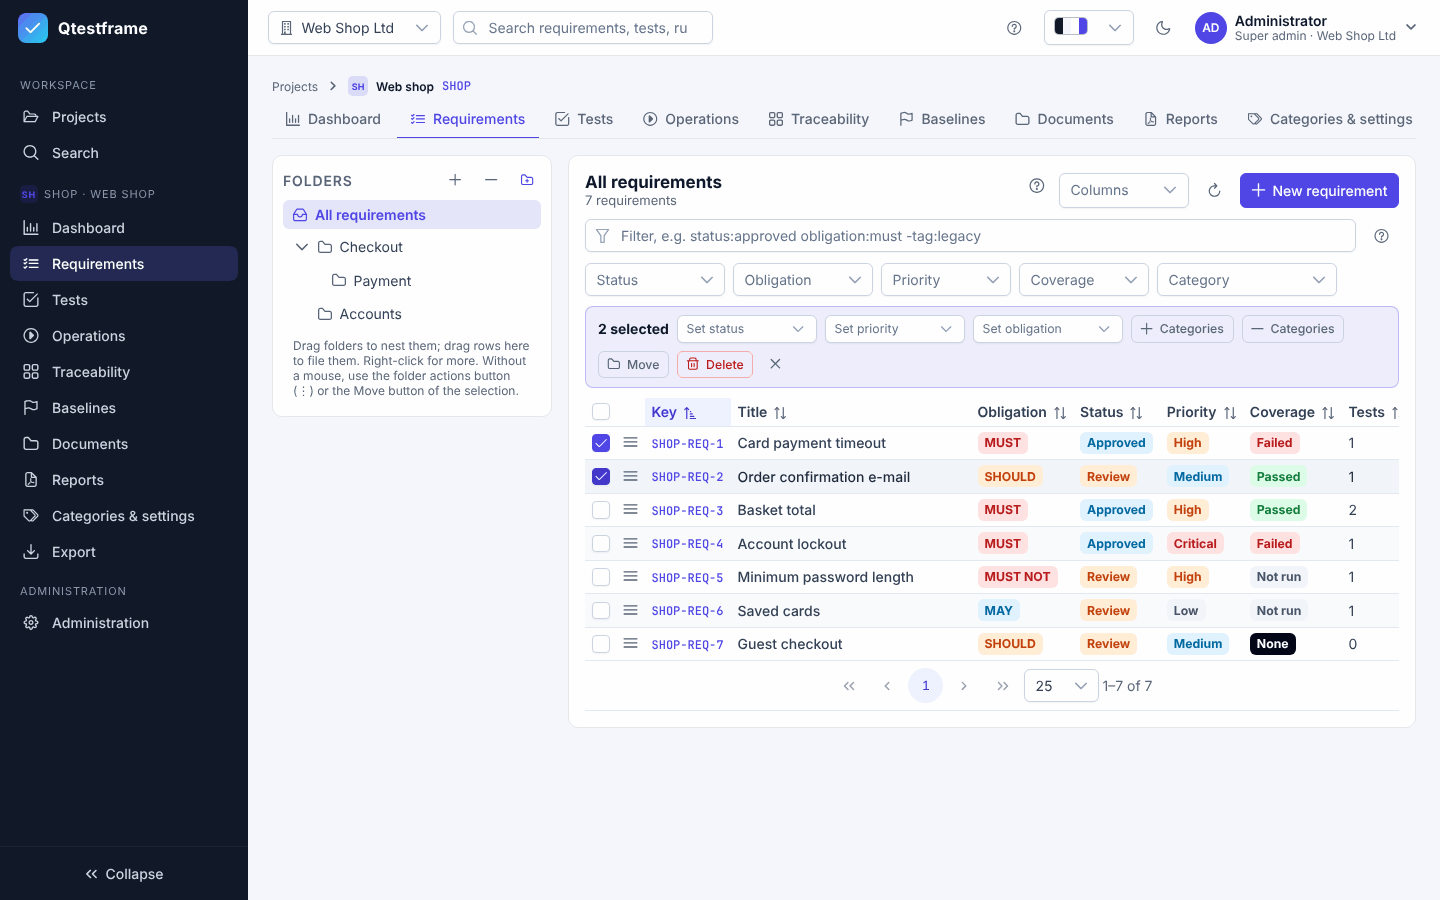 Qtestframe
Web Shop Ltd
Search requirements, tests, ru
AD
Administrator
Super admin · Web Shop Ltd
WORKSPACE
Projects
Search
SH SHOP · WEB SHOP
Dashboard
Requirements
Tests
Operations
Traceability
Baselines
Documents
Reports
Categories & settings
Export
ADMINISTRATION
Administration
Collapse
Projects
SH Web shop SHOP
Dashboard
Requirements
Tests
Operations
Traceability
Baselines
Documents
Reports
Categories & settings
FOLDERS
All requirements
Checkout
Payment
Accounts
Drag folders to nest them; drag rows here
to file them. Right-click for more. Without
a mouse, use the folder actions button
(⋮) or the Move button of the selection.
All requirements
7 requirements
Columns
New requirement
Filter, e.g. status:approved obligation:must -tag:legacy
Status
Obligation
Priority
Coverage
Category
2 selected
Set status
Set priority
Set obligation
Categories
Categories
Move
Delete
Key Title Obligation Status Priority Coverage Tests
SHOP-REQ-1 Card payment timeout MUST Approved High Failed 1
SHOP-REQ-2 Order confirmation e-mail SHOULD Review Medium Passed 1
SHOP-REQ-3 Basket total MUST Approved High Passed 2
SHOP-REQ-4 Account lockout MUST Approved Critical Failed 1
SHOP-REQ-5 Minimum password length MUST NOT Review High Not run 1
SHOP-REQ-6 Saved cards MAY Review Low Not run 1
SHOP-REQ-7 Guest checkout SHOULD Review Medium None 0
1
25
1–7 of 7